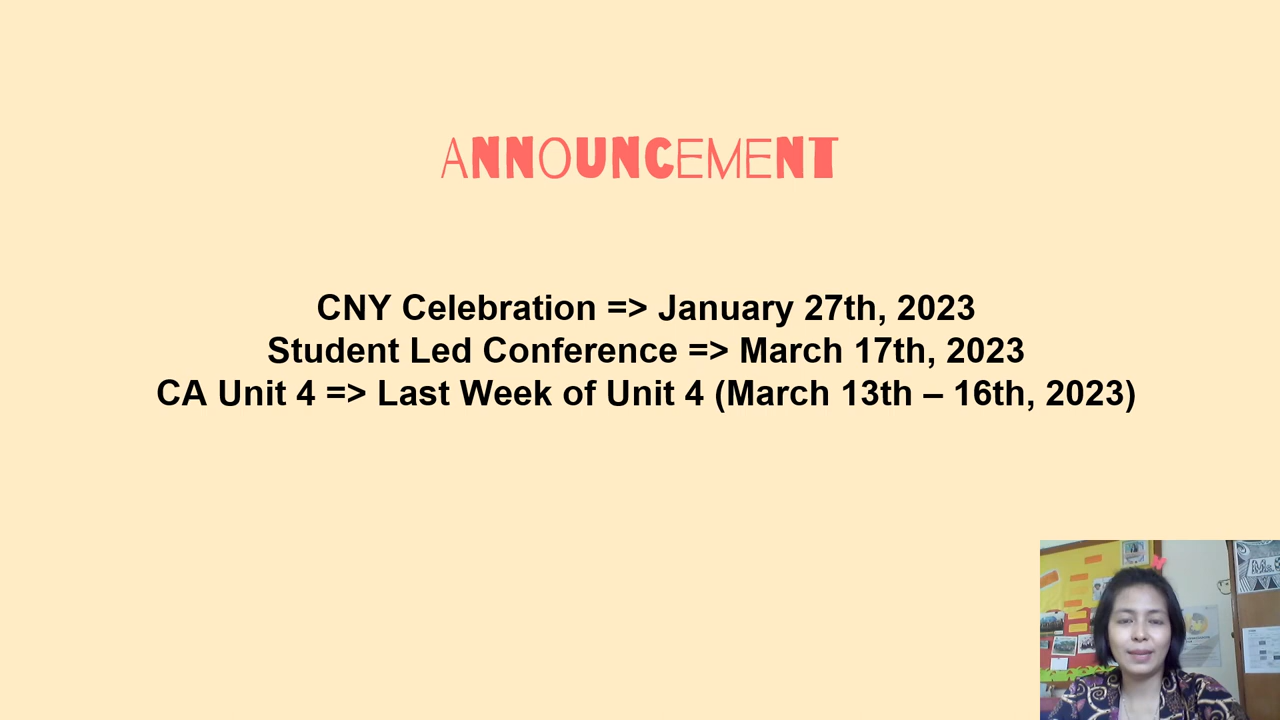 ANNOUNCEMENT
CNY Celebration => January 27th, 2023
Student Led Conference => March 17th, 2023
CA Unit 4 => Last Week of Unit 4 (March 13th – 16th, 2023)